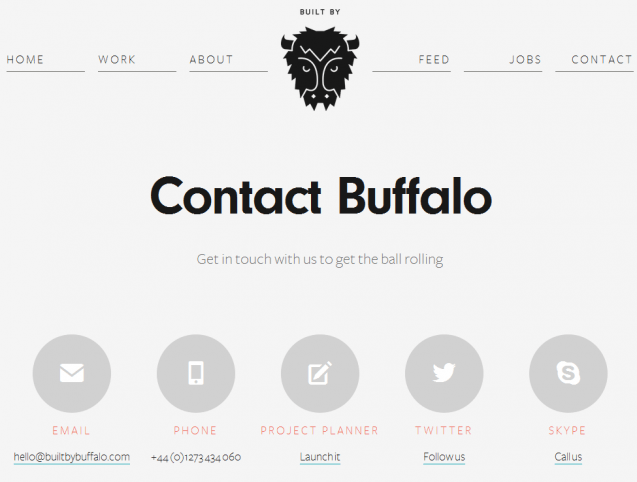 BUILT BY
HOME WORK ABOUT FEED JOBS CONTACT
Contact Buffalo
Get in touch with us to get the ball rolling
EMAIL PHONE PROJECT PLANNER TWITTER SKYPE
hello@builtbybuffalo.com +44 (0)1273 434 060 Launch it Follow us Call us